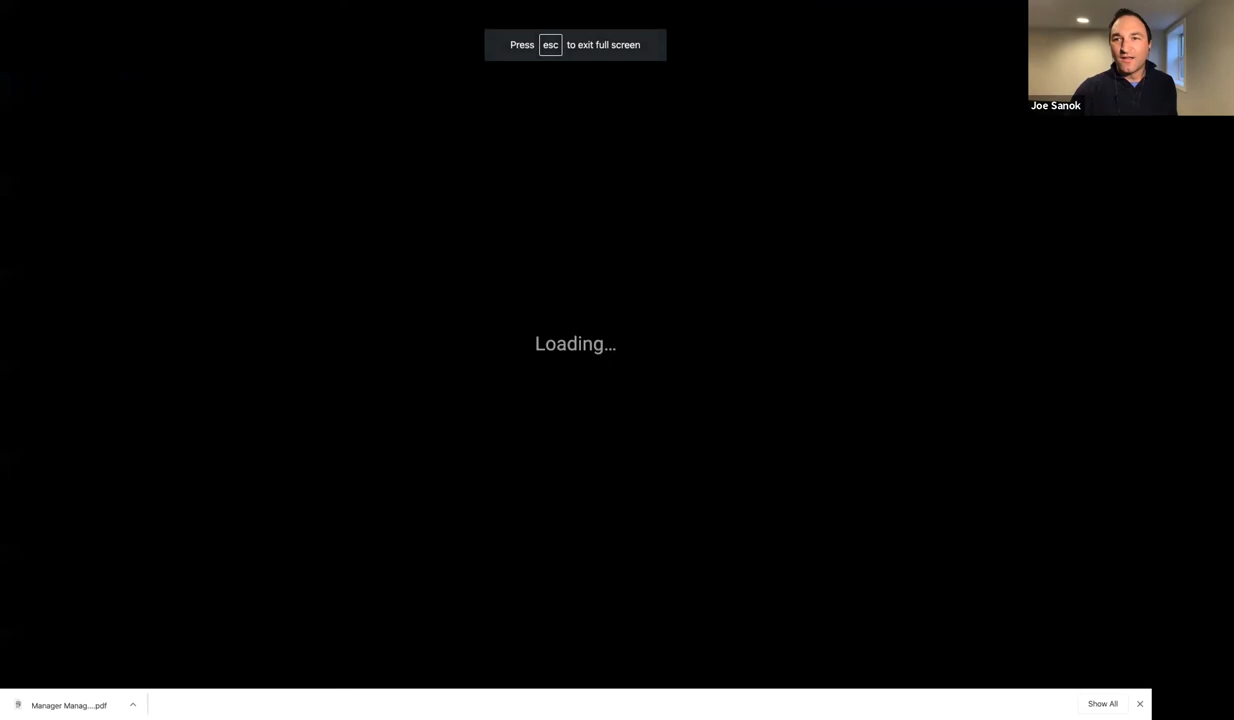 Press esc to exit full screen
Joe Sanok
Loading...
Manager Manag....pdf
Show All